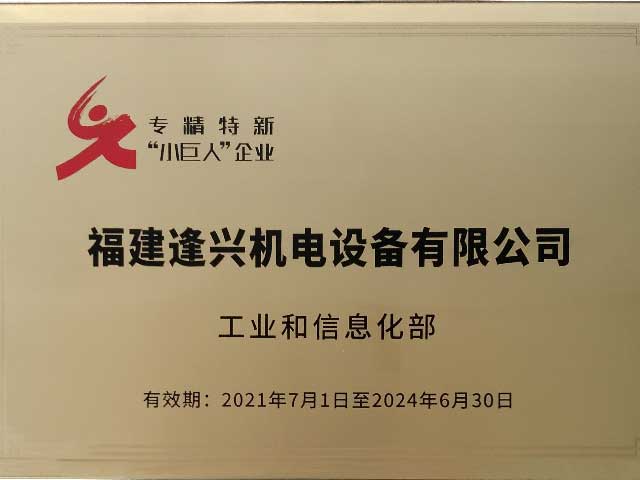 专精特新
“小巨人”企业
福建逢兴机电设备有限公司
工业和信息化部
有效期：2021年7月1日至2024年6月30日